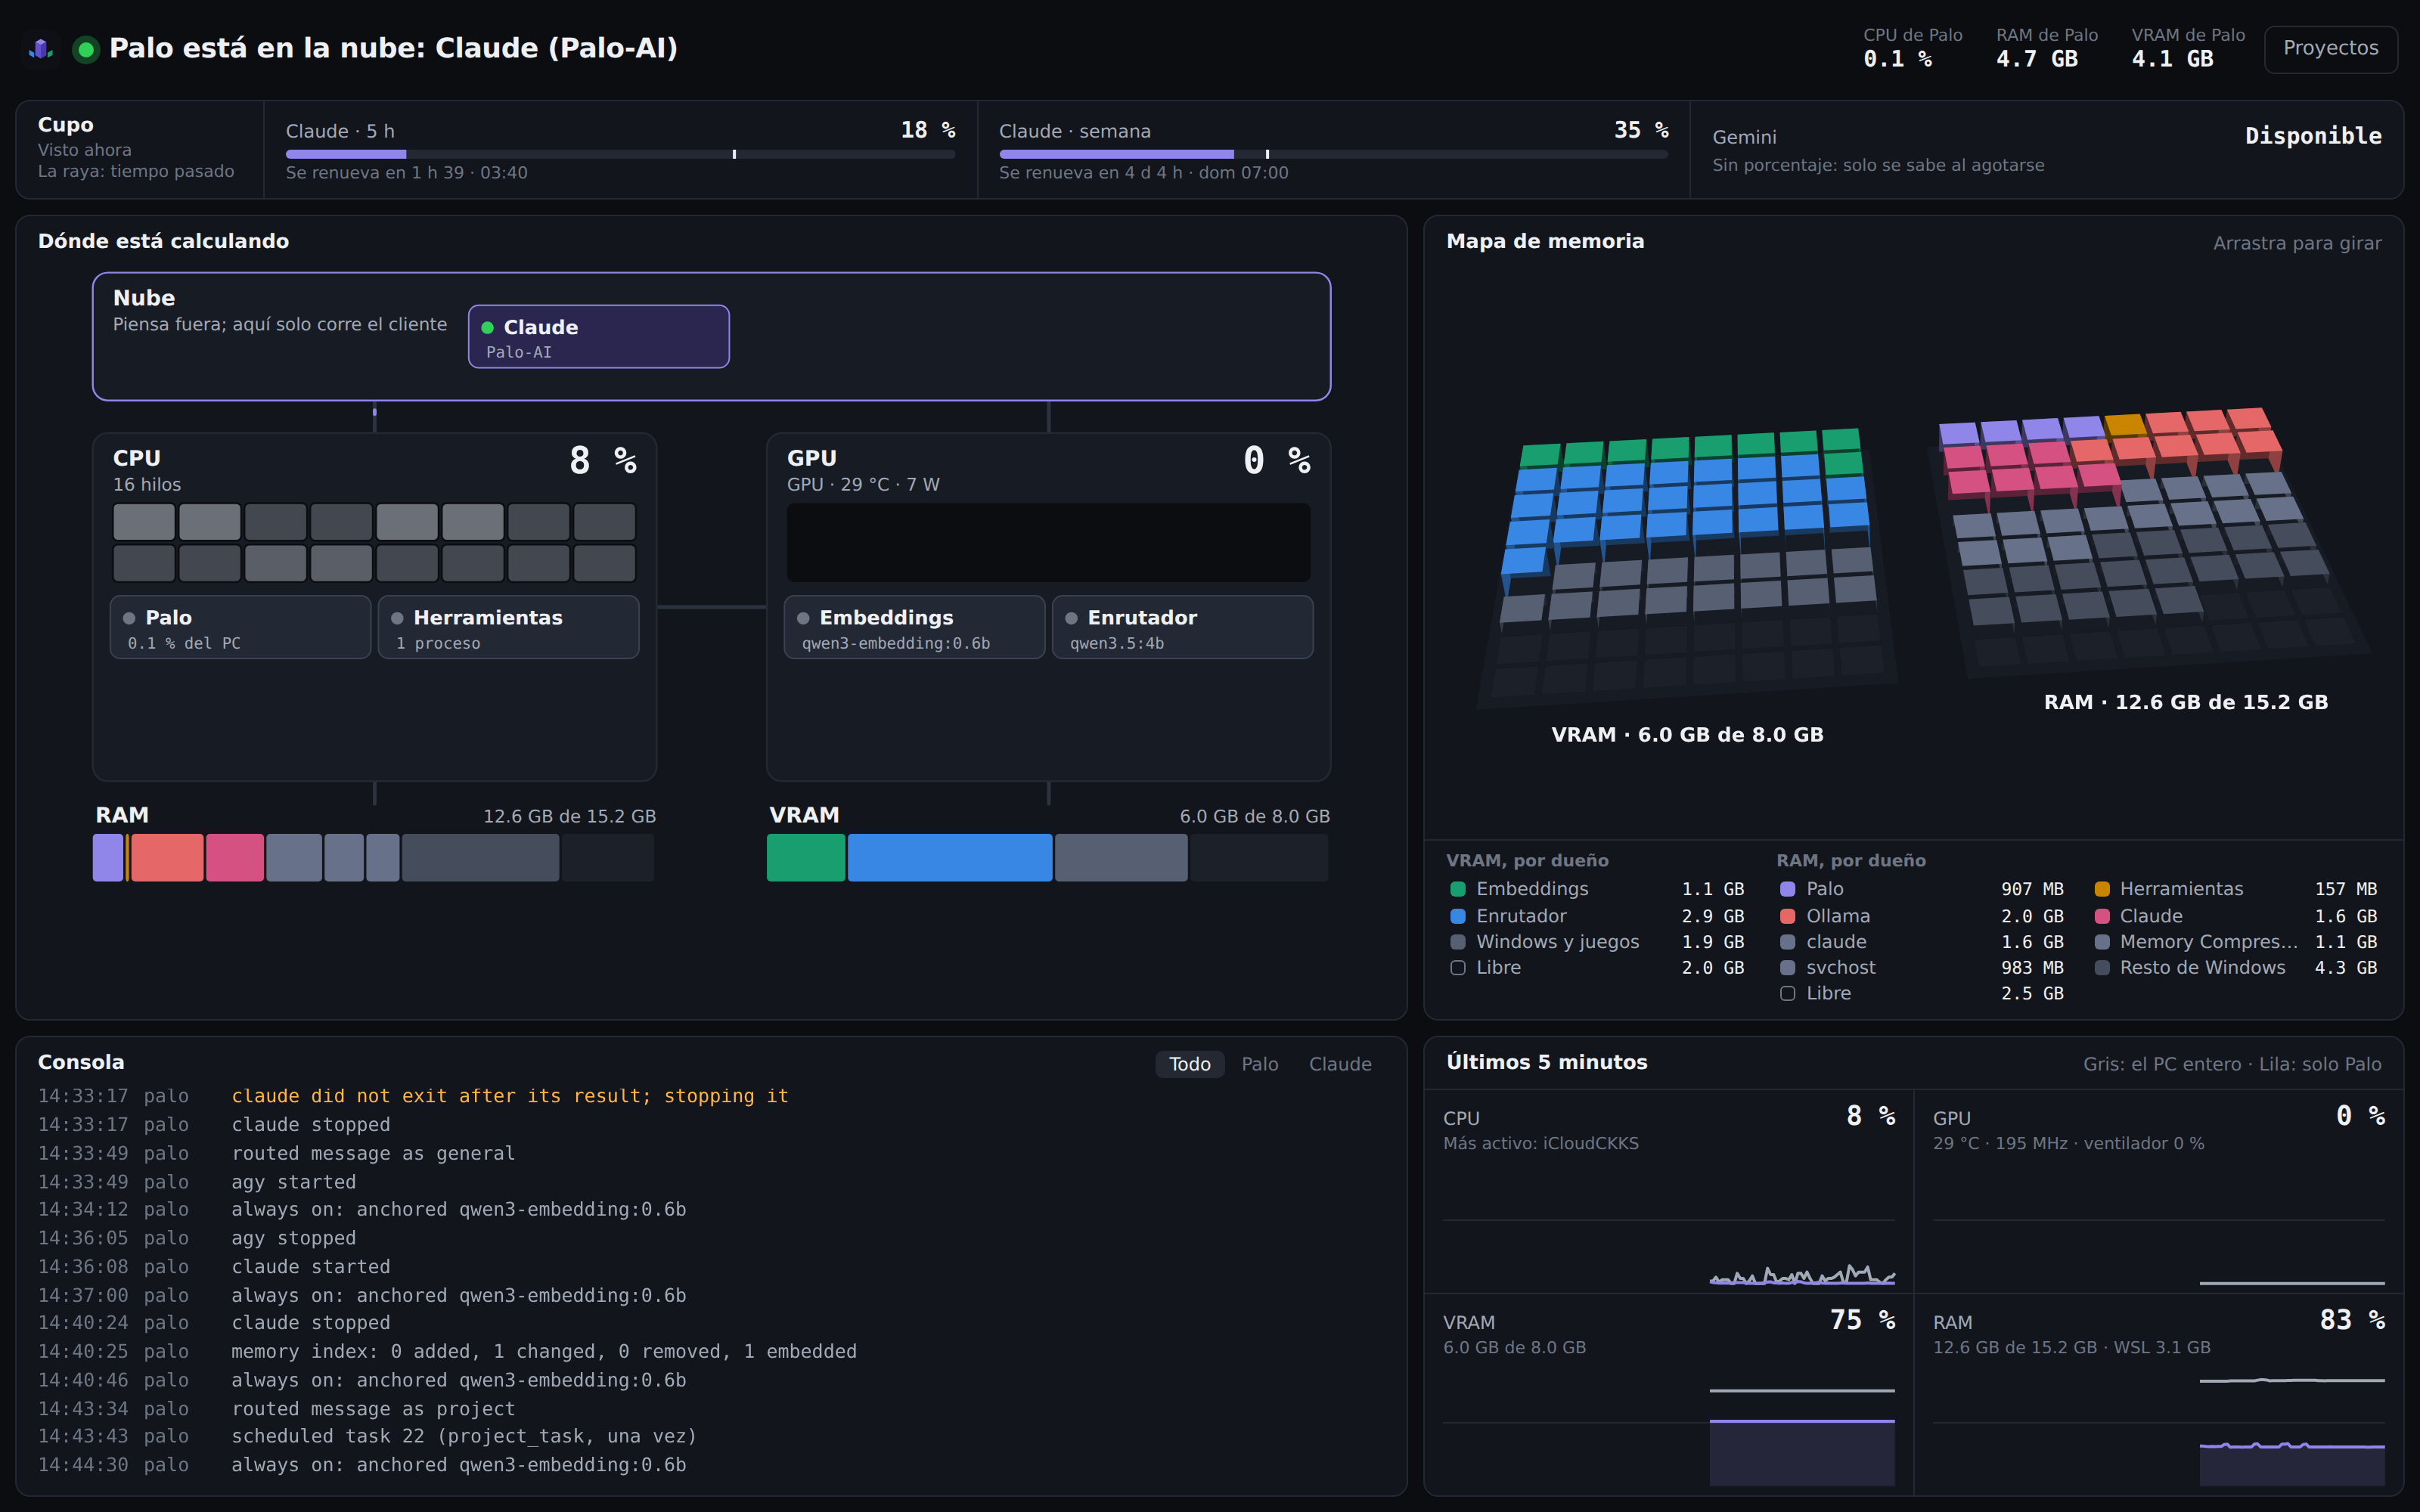 Palo está en la nube: Claude (Palo-AI)
CPU de Palo
0.1 %
RAM de Palo
4.7 GB
VRAM de Palo
4.1 GB
Proyectos
Cupo
Visto ahora
La raya: tiempo pasado
Claude · 5 h
18 %
Se renueva en 1 h 39 · 03:40
Claude · semana
35 %
Se renueva en 4 d 4 h · dom 07:00
Gemini
Disponible
Sin porcentaje: solo se sabe al agotarse
Dónde está calculando
Nube
Piensa fuera; aquí solo corre el cliente
Claude
Palo-AI
CPU
8 %
16 hilos
Palo
0.1 % del PC
Herramientas
1 proceso
GPU
0 %
GPU · 29 °C · 7 W
Embeddings
qwen3-embedding:0.6b
Enrutador
qwen3.5:4b
RAM
12.6 GB de 15.2 GB
VRAM
6.0 GB de 8.0 GB
Mapa de memoria
Arrastra para girar
VRAM · 6.0 GB de 8.0 GB
RAM · 12.6 GB de 15.2 GB
VRAM, por dueño
Embeddings 1.1 GB
Enrutador 2.9 GB
Windows y juegos 1.9 GB
Libre 2.0 GB
RAM, por dueño
Palo 907 MB
Herramientas 157 MB
Ollama 2.0 GB
Claude 1.6 GB
claude 1.6 GB
Memory Compres… 1.1 GB
svchost 983 MB
Resto de Windows 4.3 GB
Libre 2.5 GB
Consola
Todo Palo Claude
14:33:17 palo claude did not exit after its result; stopping it
14:33:17 palo claude stopped
14:33:49 palo routed message as general
14:33:49 palo agy started
14:34:12 palo always on: anchored qwen3-embedding:0.6b
14:36:05 palo agy stopped
14:36:08 palo claude started
14:37:00 palo always on: anchored qwen3-embedding:0.6b
14:40:24 palo claude stopped
14:40:25 palo memory index: 0 added, 1 changed, 0 removed, 1 embedded
14:40:46 palo always on: anchored qwen3-embedding:0.6b
14:43:34 palo routed message as project
14:43:43 palo scheduled task 22 (project_task, una vez)
14:44:30 palo always on: anchored qwen3-embedding:0.6b
Últimos 5 minutos
Gris: el PC entero · Lila: solo Palo
CPU
8 %
Más activo: iCloudCKKS
GPU
0 %
29 °C · 195 MHz · ventilador 0 %
VRAM
75 %
6.0 GB de 8.0 GB
RAM
83 %
12.6 GB de 15.2 GB · WSL 3.1 GB